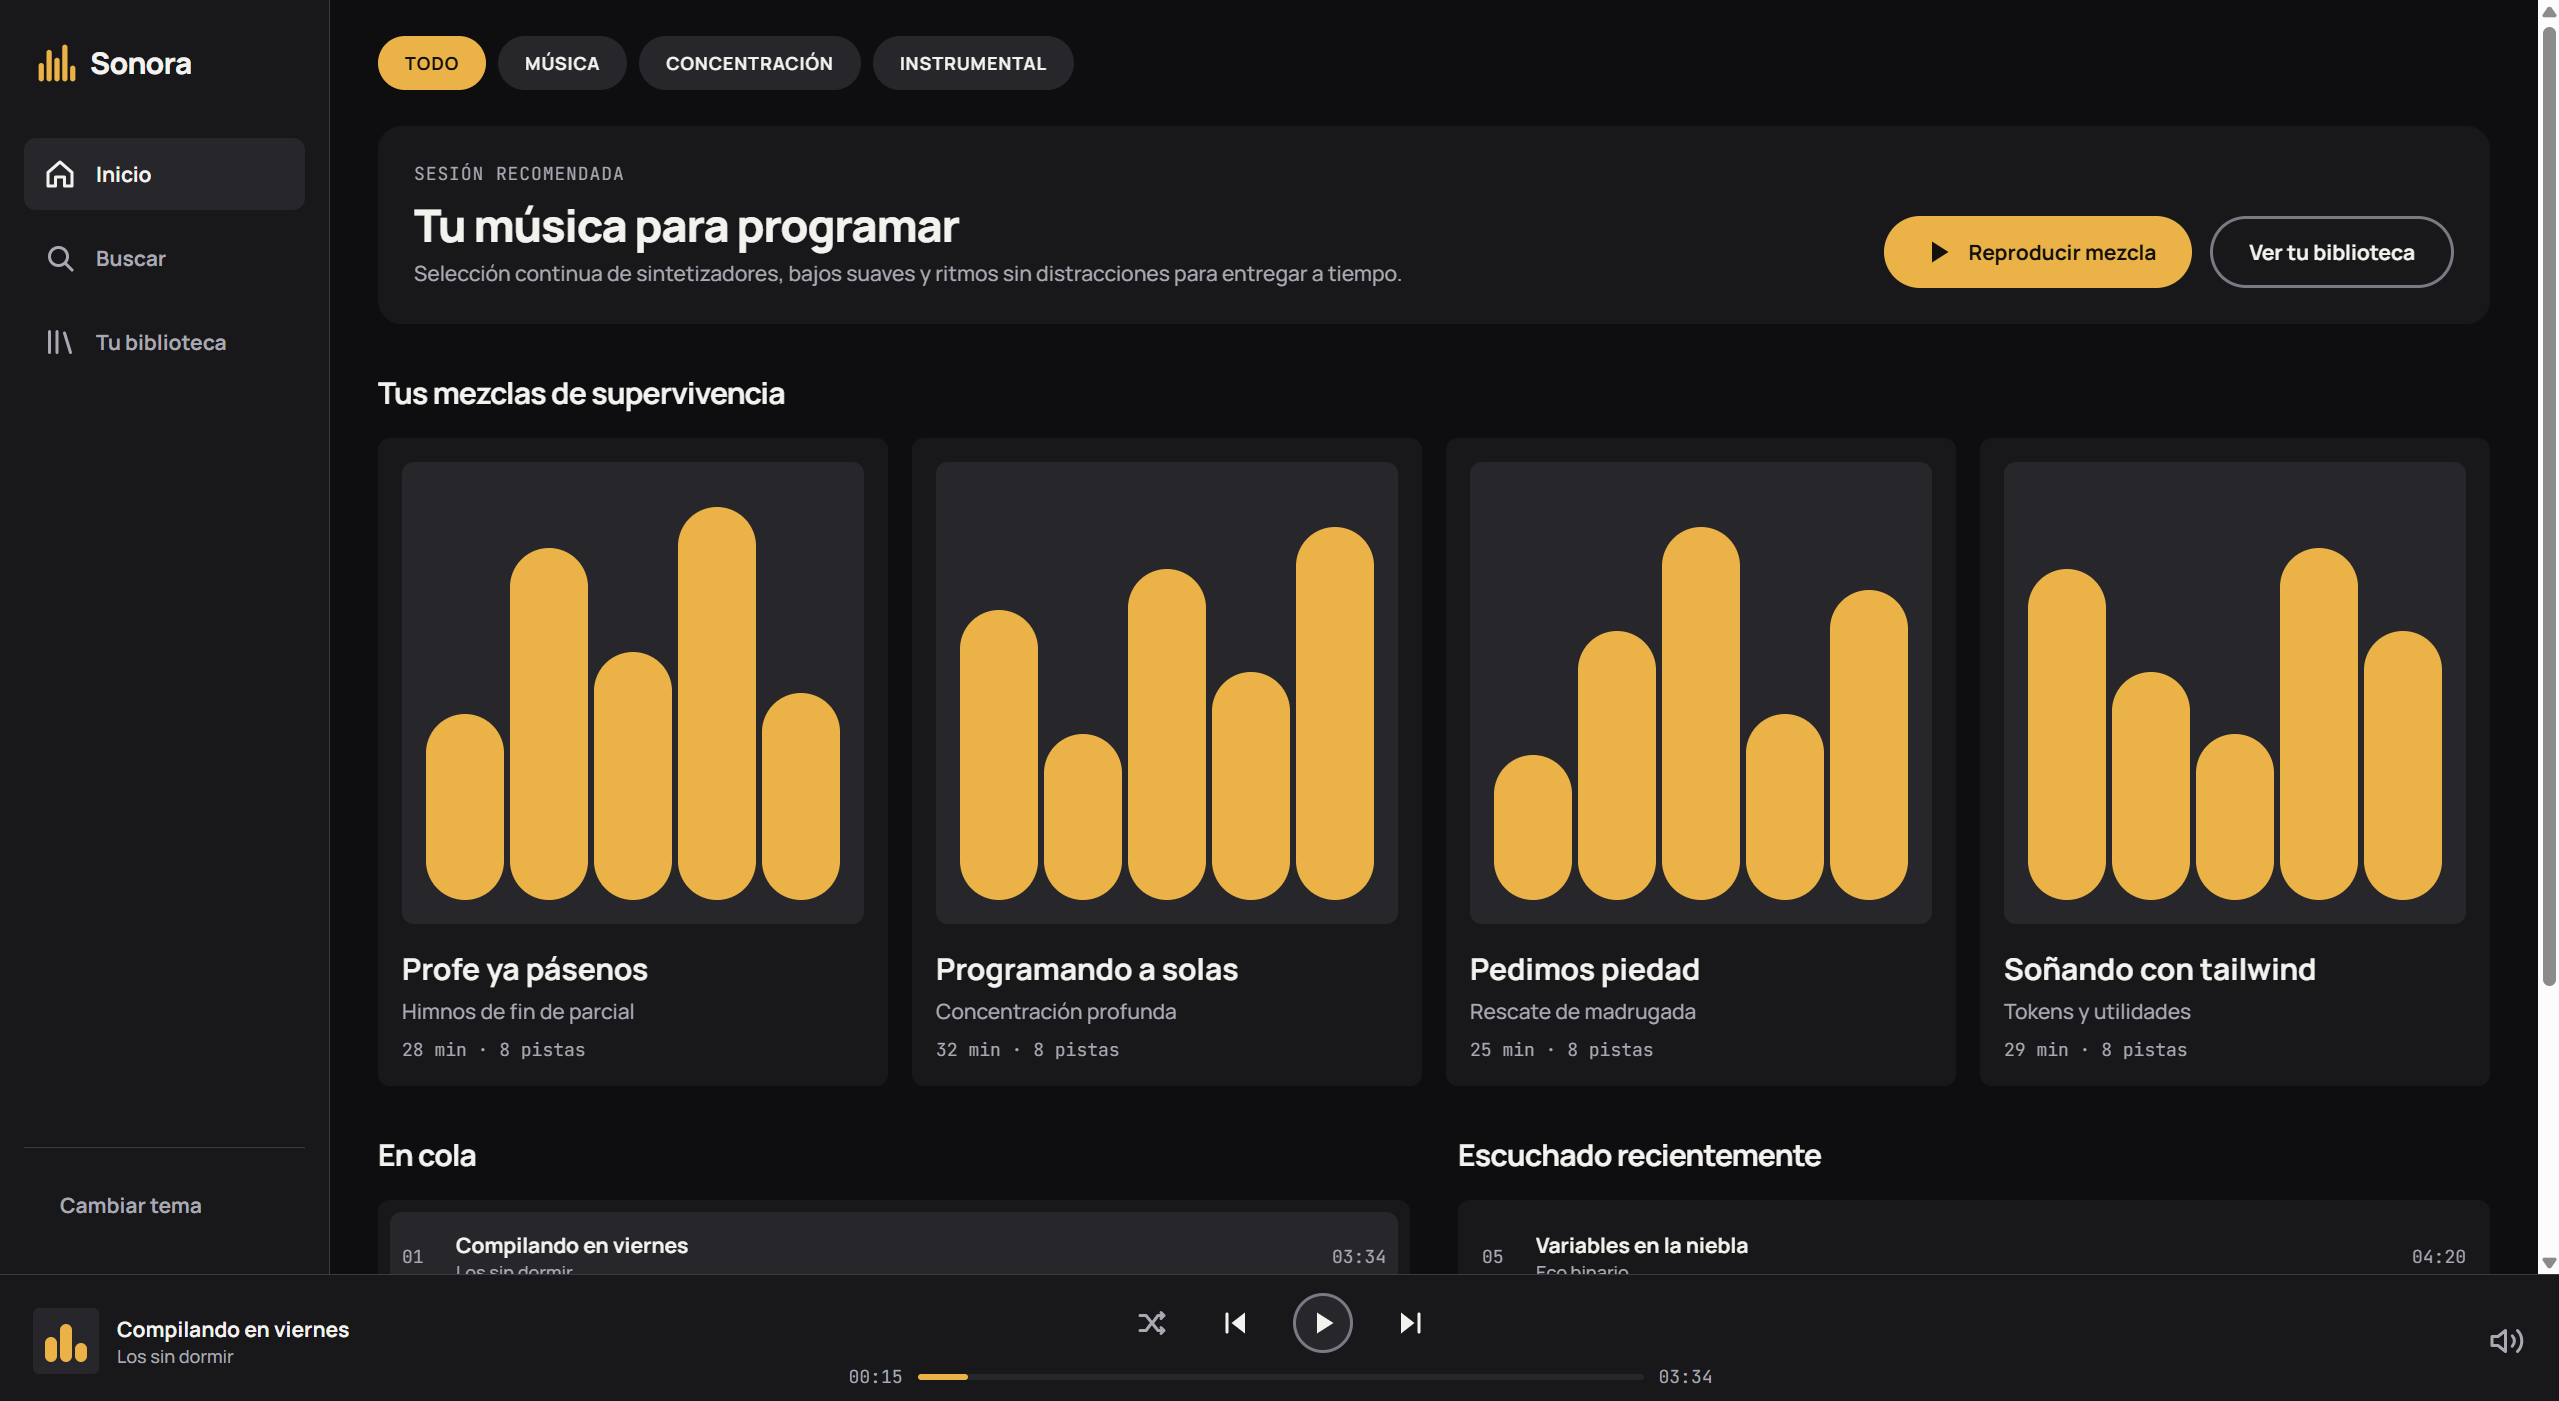 Sonora
Inicio
Buscar
Tu biblioteca
Cambiar tema
TODO
MÚSICA
CONCENTRACIÓN
INSTRUMENTAL
SESIÓN RECOMENDADA
Tu música para programar
Selección continua de sintetizadores, bajos suaves y ritmos sin distracciones para entregar a tiempo.
Reproducir mezcla
Ver tu biblioteca
Tus mezclas de supervivencia
Profe ya pásenos
Himnos de fin de parcial
28 min · 8 pistas
Programando a solas
Concentración profunda
32 min · 8 pistas
Pedimos piedad
Rescate de madrugada
25 min · 8 pistas
Soñando con tailwind
Tokens y utilidades
29 min · 8 pistas
En cola
01
Compilando en viernes
Los sin dormir
03:34
Escuchado recientemente
05
Variables en la niebla
Eco binario
04:20
Compilando en viernes
Los sin dormir
00:15
03:34